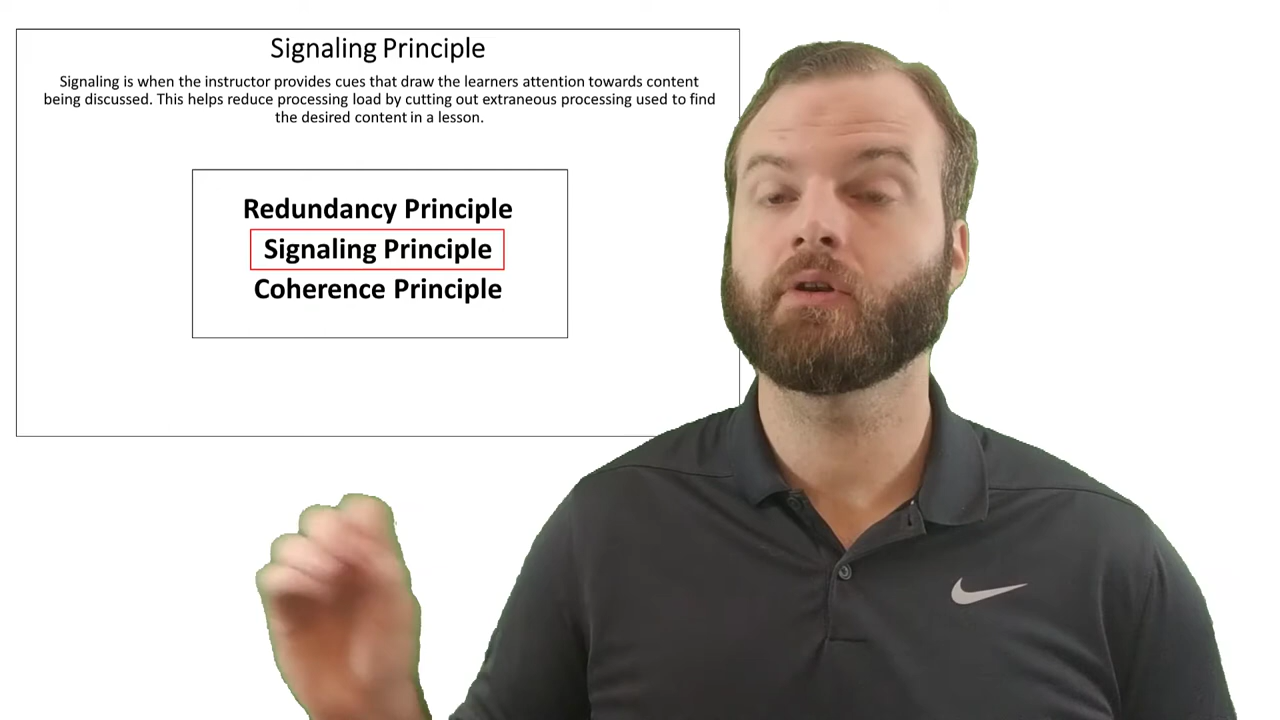 Signaling Principle
Signaling is when the instructor provides cues that draw the learners attention towards content
being discussed. This helps reduce processing load by cutting out extraneous processing used to find
the desired content in a lesson.
Redundancy Principle
Signaling Principle
Coherence Principle